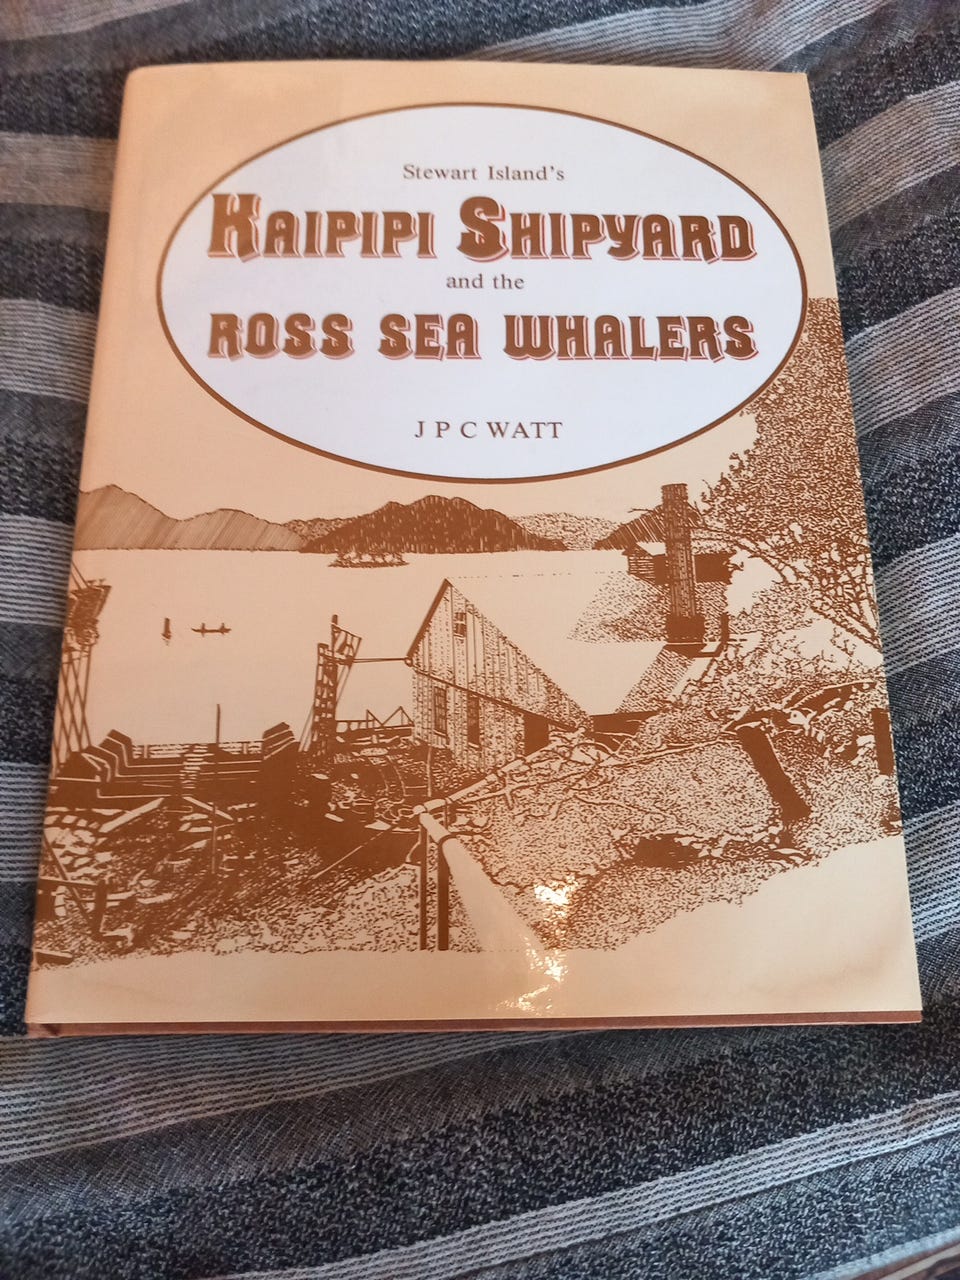 Stewart Island's
KAIPIPI SHIPYARD
and the
ROSS SEA WHALERS
J P C WATT